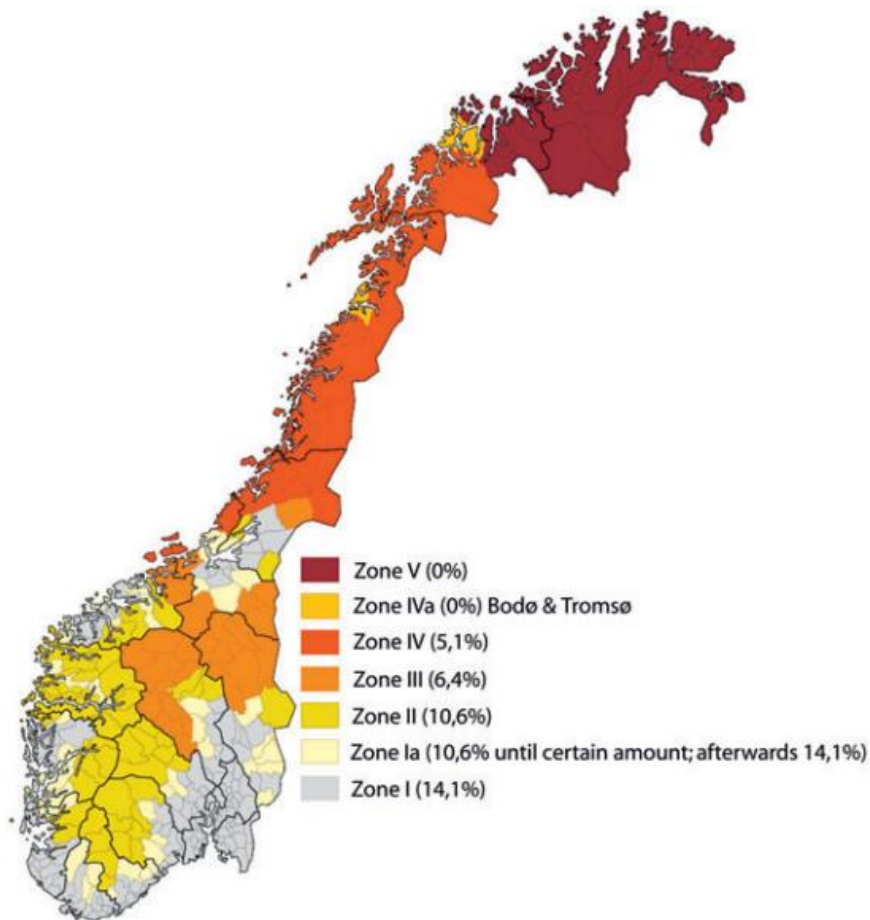 Zone V (0%)
Zone IVa (0%) Bodø & Tromsø
Zone IV (5,1%)
Zone III (6,4%)
Zone II (10,6%)
Zone Ia (10,6% until certain amount; afterwards 14,1%)
Zone I (14,1%)